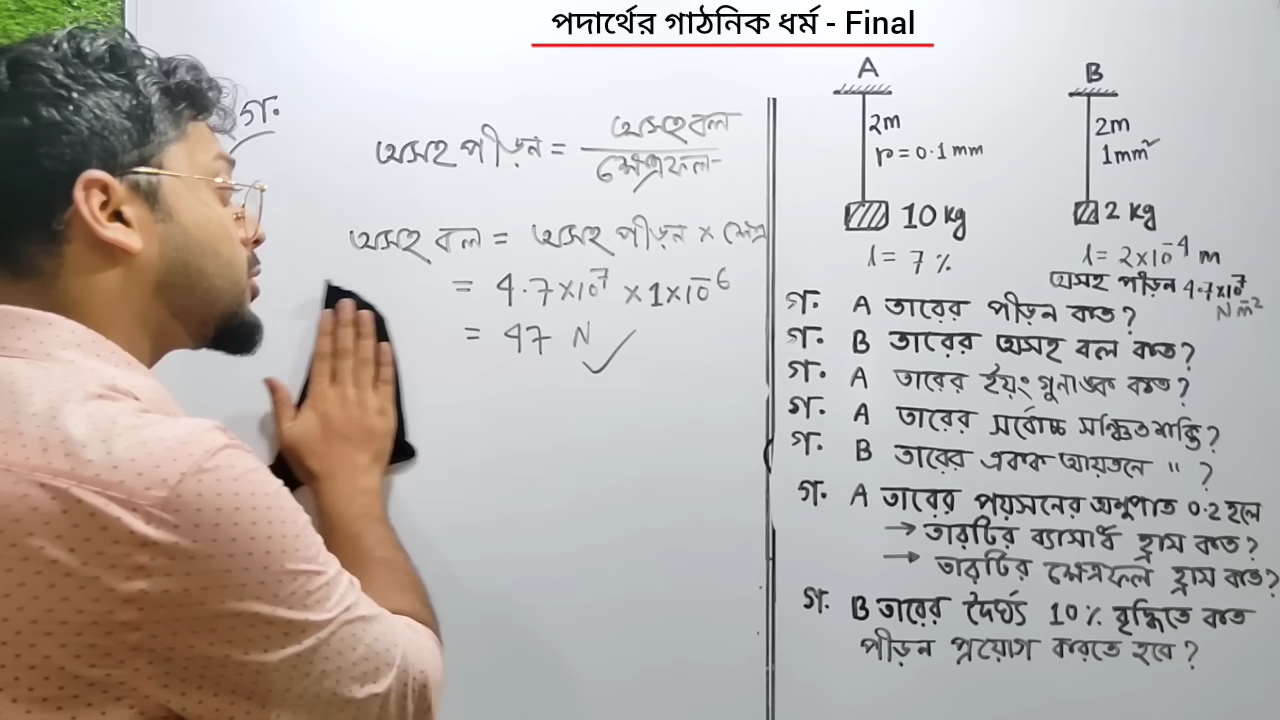 পদার্থের গাঠনিক ধর্ম - Final
গ.
অসহ পীড়ন = অসহ বল
ক্ষেত্রফল
অসহ বল = অসহ পীড়ন × ক্ষেত্র
= 4.7×10⁷ × 1×10⁻⁶
= 47 N ✓
A
2m
r = 0.1 mm
10 kg
l = 7 %
B
2m
1mm²
2 kg
l = 2×10⁻⁴ m
অসহ পীড়ন 4.7×10⁷
N m⁻²
গ. A তারের পীড়ন কত?
গ. B তারের অসহ বল কত?
গ. A তারের ইয়ং গুনাঙ্ক কত?
গ. A তারের সর্বোচ্চ সঞ্চিতশক্তি?
গ. B তারের একক আয়তনে " ?
গ. A তারের পয়সনের অনুপাত 0.2 হলে
→ তারটির ব্যাসার্ধ হ্রাস কত?
→ তারটির ক্ষেত্রফল হ্রাস কত?
গ. B তারের দৈর্ঘ্য 10% বৃদ্ধিতে কত
পীড়ন প্রয়োগ করতে হবে?